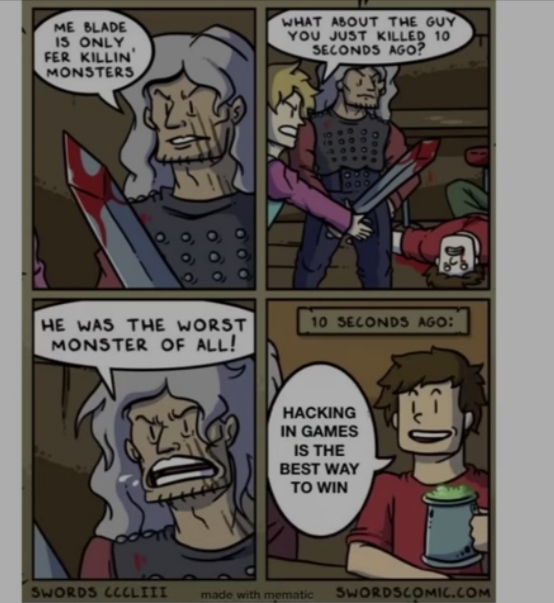 ME BLADE
IS ONLY
FER KILLIN'
MONSTERS
WHAT ABOUT THE GUY
YOU JUST KILLED 10
SECONDS AGO?
HE WAS THE WORST
MONSTER OF ALL!
10 SECONDS AGO:
HACKING
IN GAMES
IS THE
BEST WAY
TO WIN
SWORDS CCCLIII
made with mematic
SWORDSCOMIC.COM